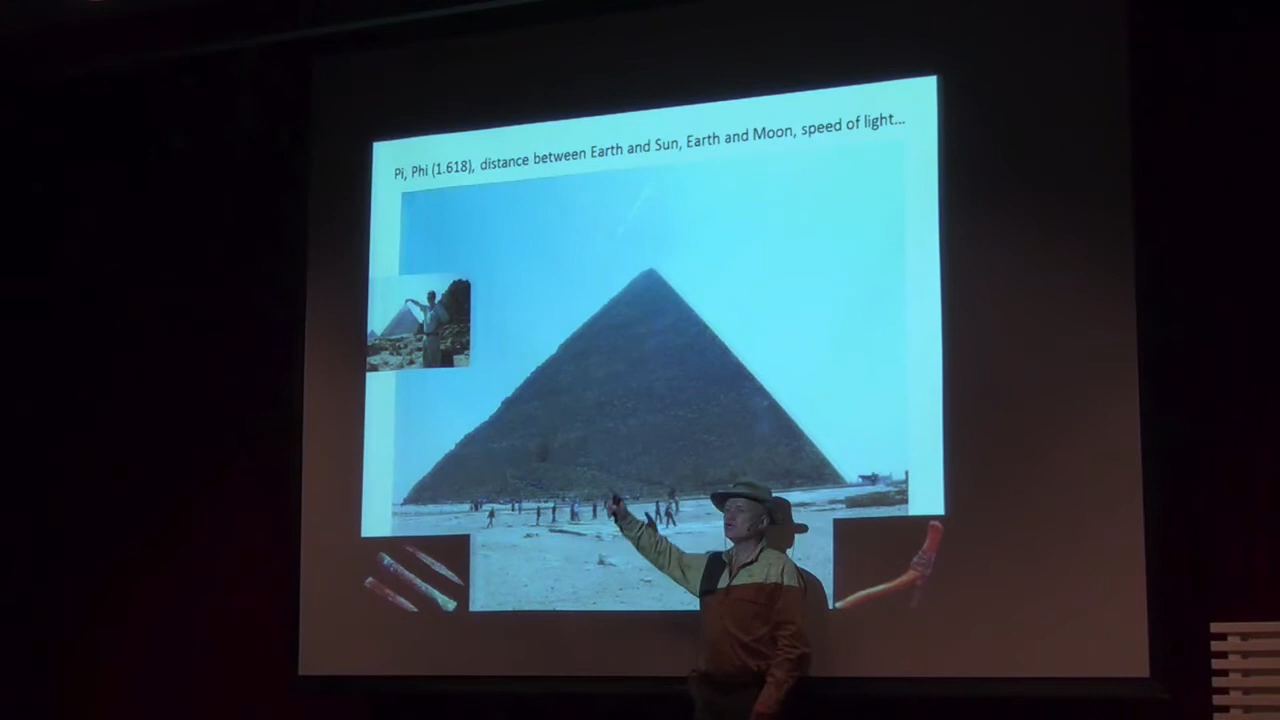 Pi, Phi (1.618), distance between Earth and Sun, Earth and Moon, speed of light...